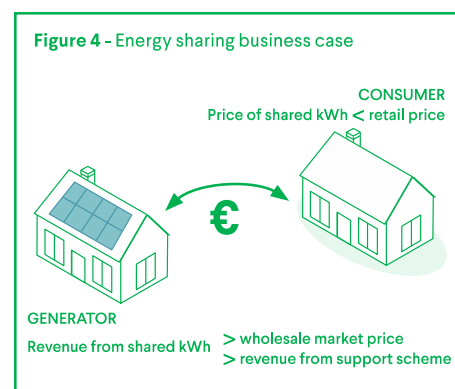 Figure 4 - Energy sharing business case
CONSUMER
Price of shared kWh < retail price
€
GENERATOR
Revenue from shared kWh
> wholesale market price
> revenue from support scheme